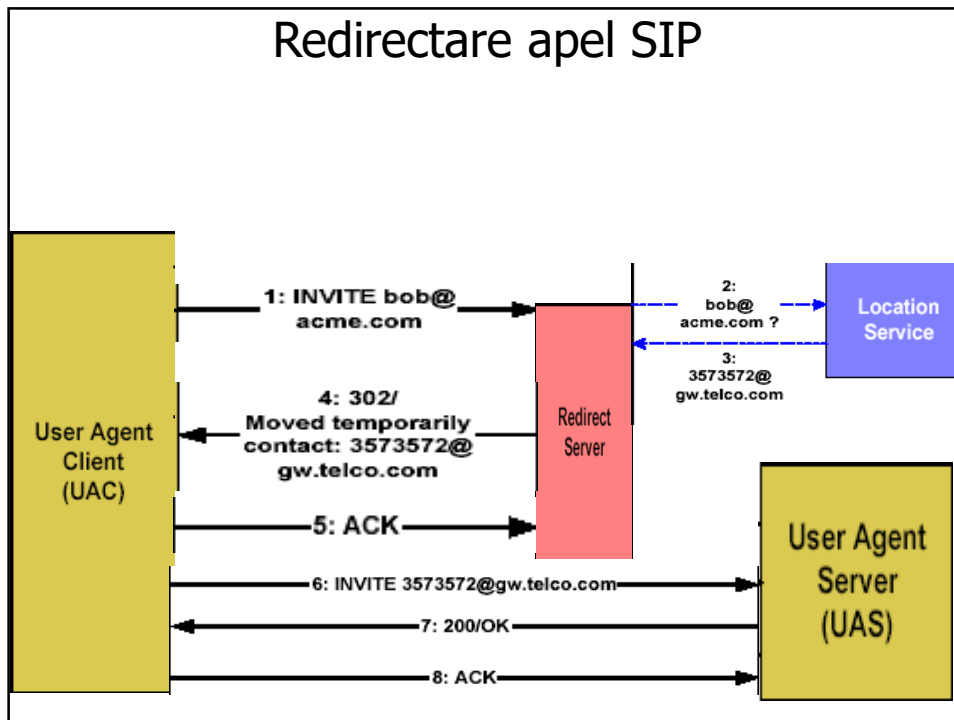 Redirectare apel SIP
1: INVITE bob@
acme.com
2:
bob@
acme.com ?
Location
Service
3:
3573572@
gw.telco.com
4: 302/
Moved temporarily
contact: 3573572@
gw.telco.com
Redirect
Server
User Agent
Client
(UAC)
5: ACK
User Agent
Server
(UAS)
6: INVITE 3573572@gw.telco.com
7: 200/OK
8: ACK